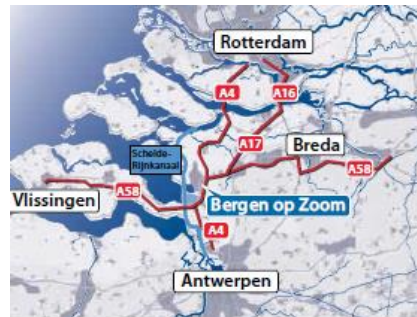 Rotterdam
A4
A16
Schelde-
Rijnkanaal
A17
Breda
A58
A58
Vlissingen
Bergen op Zoom
A4
Antwerpen